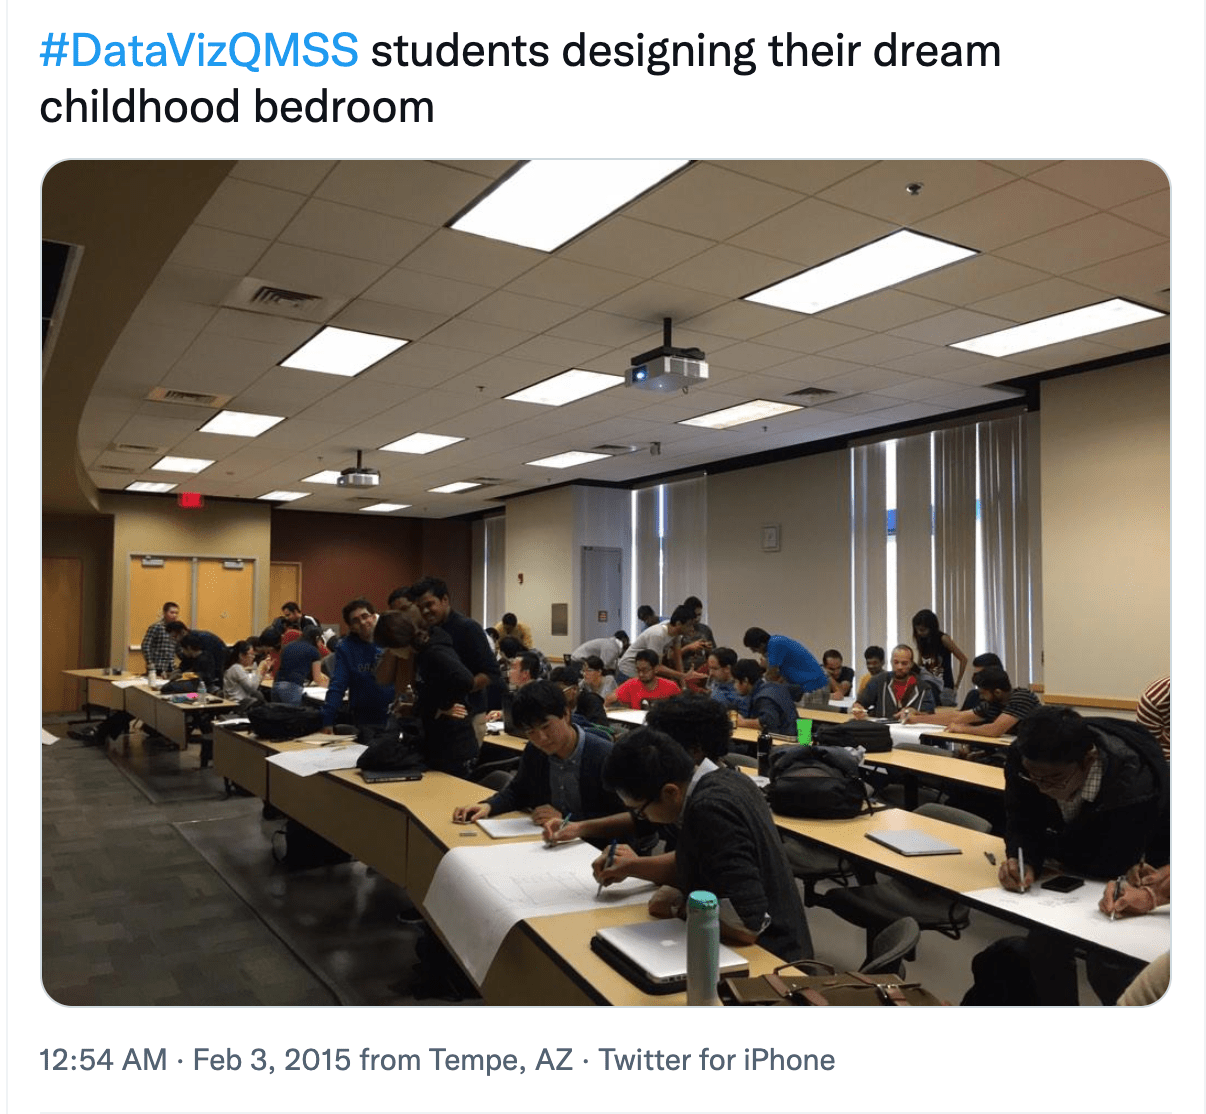 #DataVizQMSS students designing their dream
childhood bedroom
12:54 AM · Feb 3, 2015 from Tempe, AZ · Twitter for iPhone